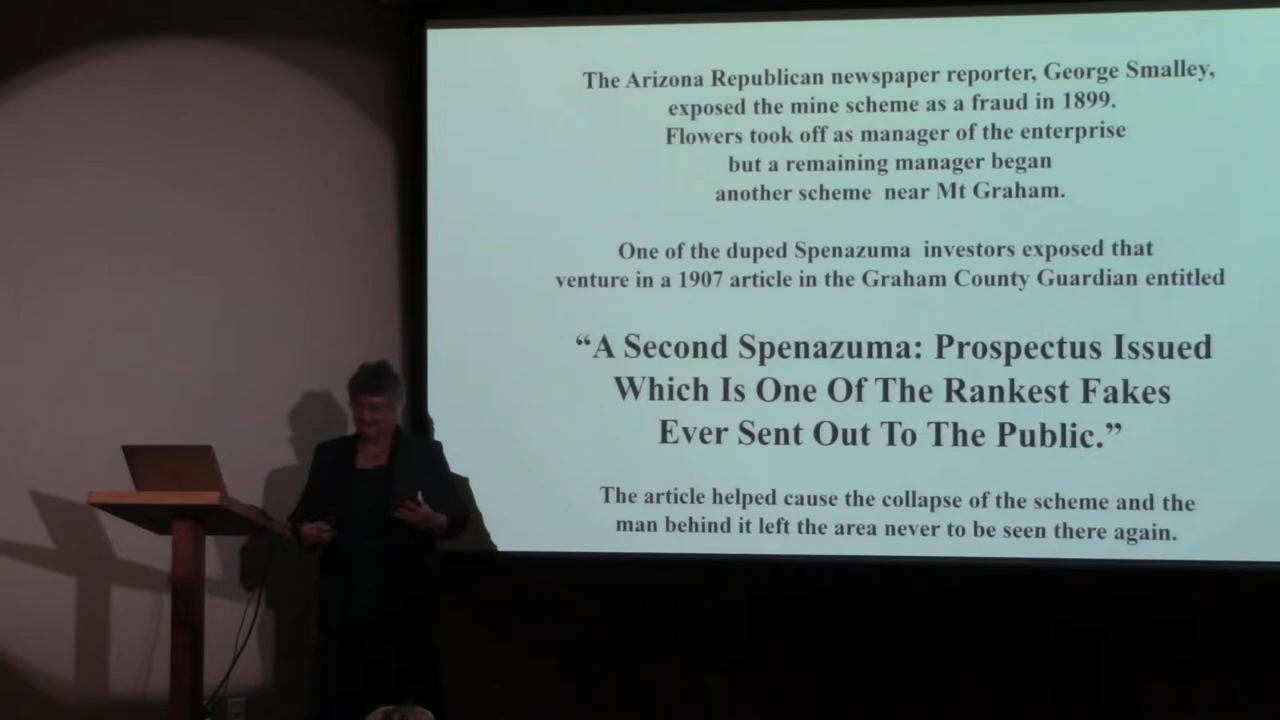 The Arizona Republican newspaper reporter, George Smalley,
exposed the mine scheme as a fraud in 1899.
Flowers took off as manager of the enterprise
but a remaining manager began
another scheme near Mt Graham.
One of the duped Spenazuma investors exposed that
venture in a 1907 article in the Graham County Guardian entitled
“A Second Spenazuma: Prospectus Issued
Which Is One Of The Rankest Fakes
Ever Sent Out To The Public.”
The article helped cause the collapse of the scheme and the
man behind it left the area never to be seen there again.